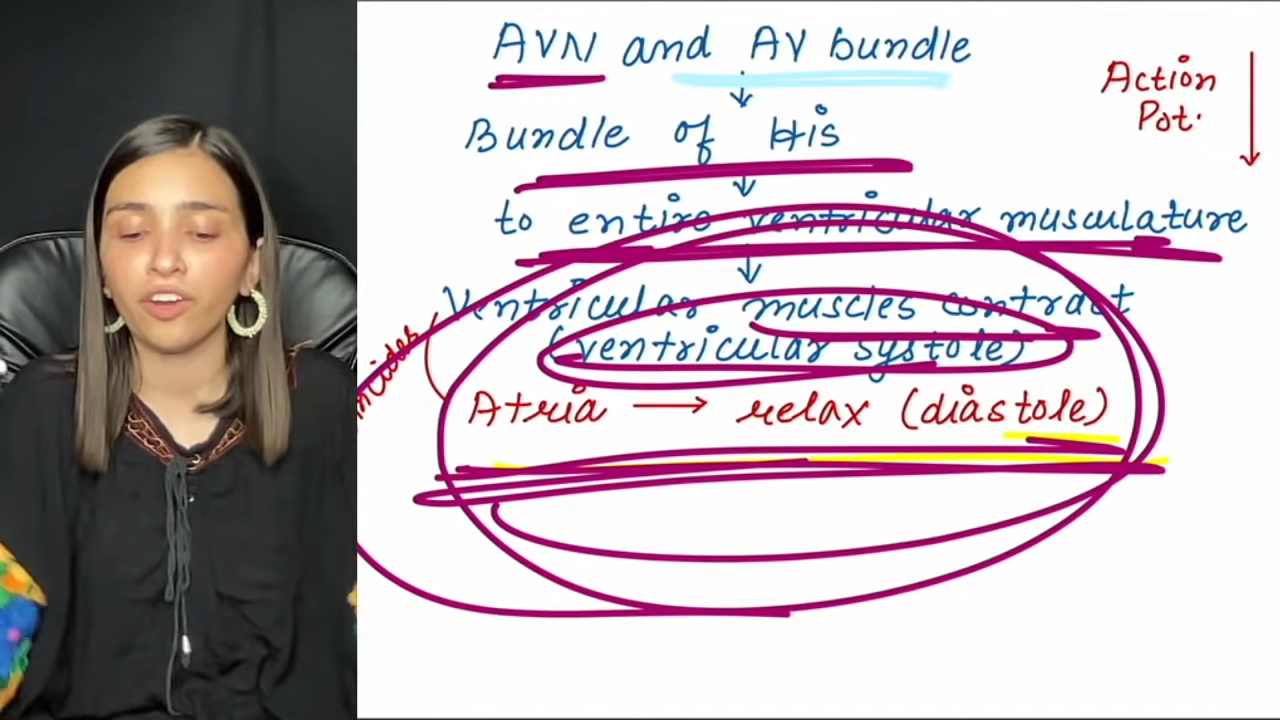 AVN and AV bundle
↓
Action
Pot.
↓
Bundle of His
↓
to entire ventricular musculature
↓
Ventricular muscles contract
(ventricular systole)
Atria → relax (diastole)